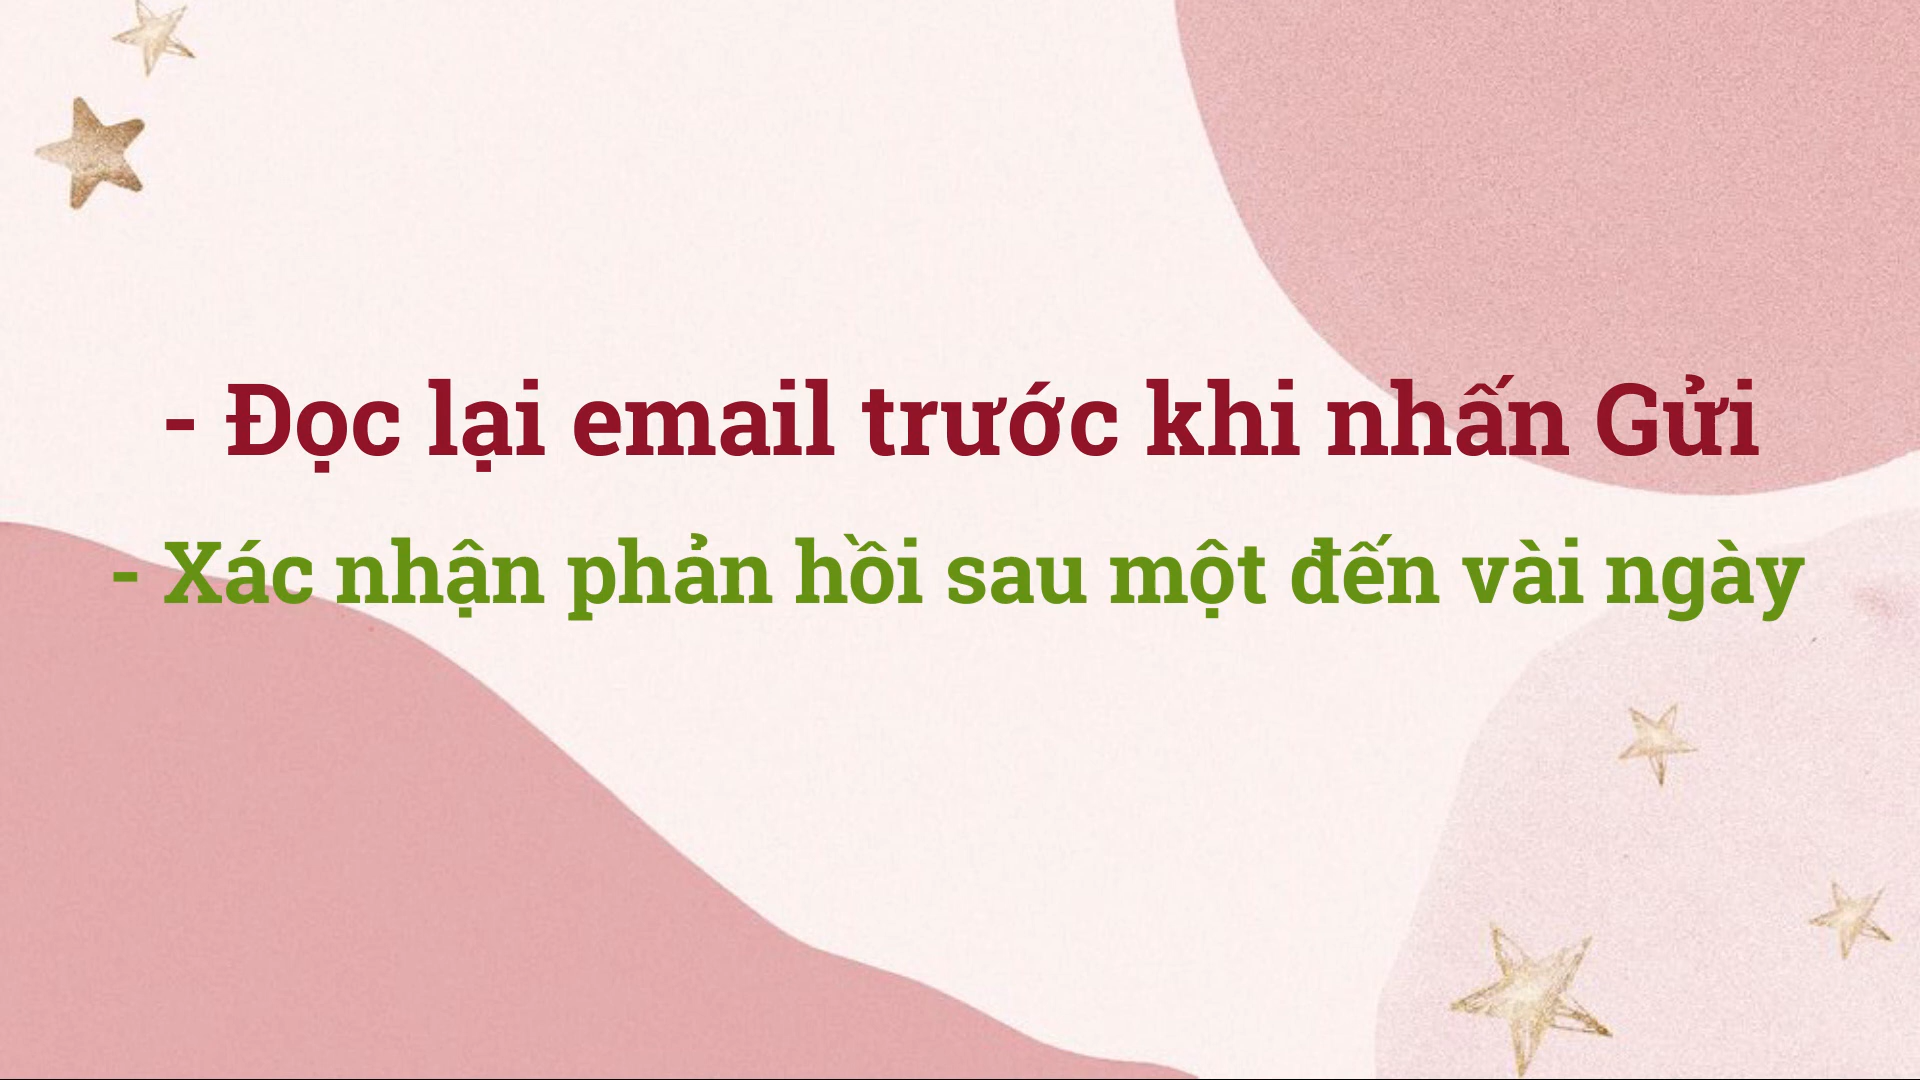 - Đọc lại email trước khi nhấn Gửi
- Xác nhận phản hồi sau một đến vài ngày